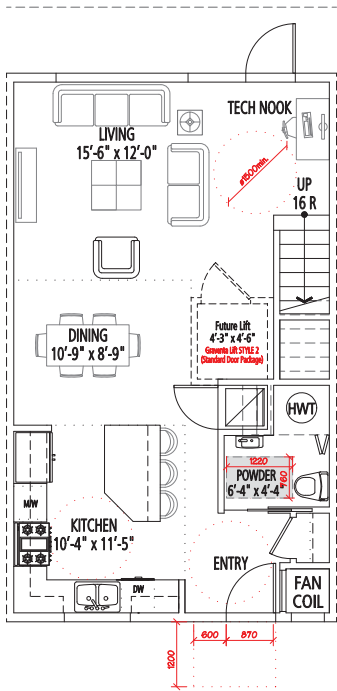 TECH NOOK
LIVING
15'-6" x 12'-0"
ø1500min.
UP
16 R
Future Lift
4'-3" x 4'-6"
Graventa Lift STYLE 2
(Standard Door Package)
DINING
10'-9" x 8'-9"
HWT
1220
POWDER
6'-4" x 4'-4"
760
M/W
KITCHEN
10'-4" x 11'-5"
ENTRY
DW
FAN
COIL
600
870
1200